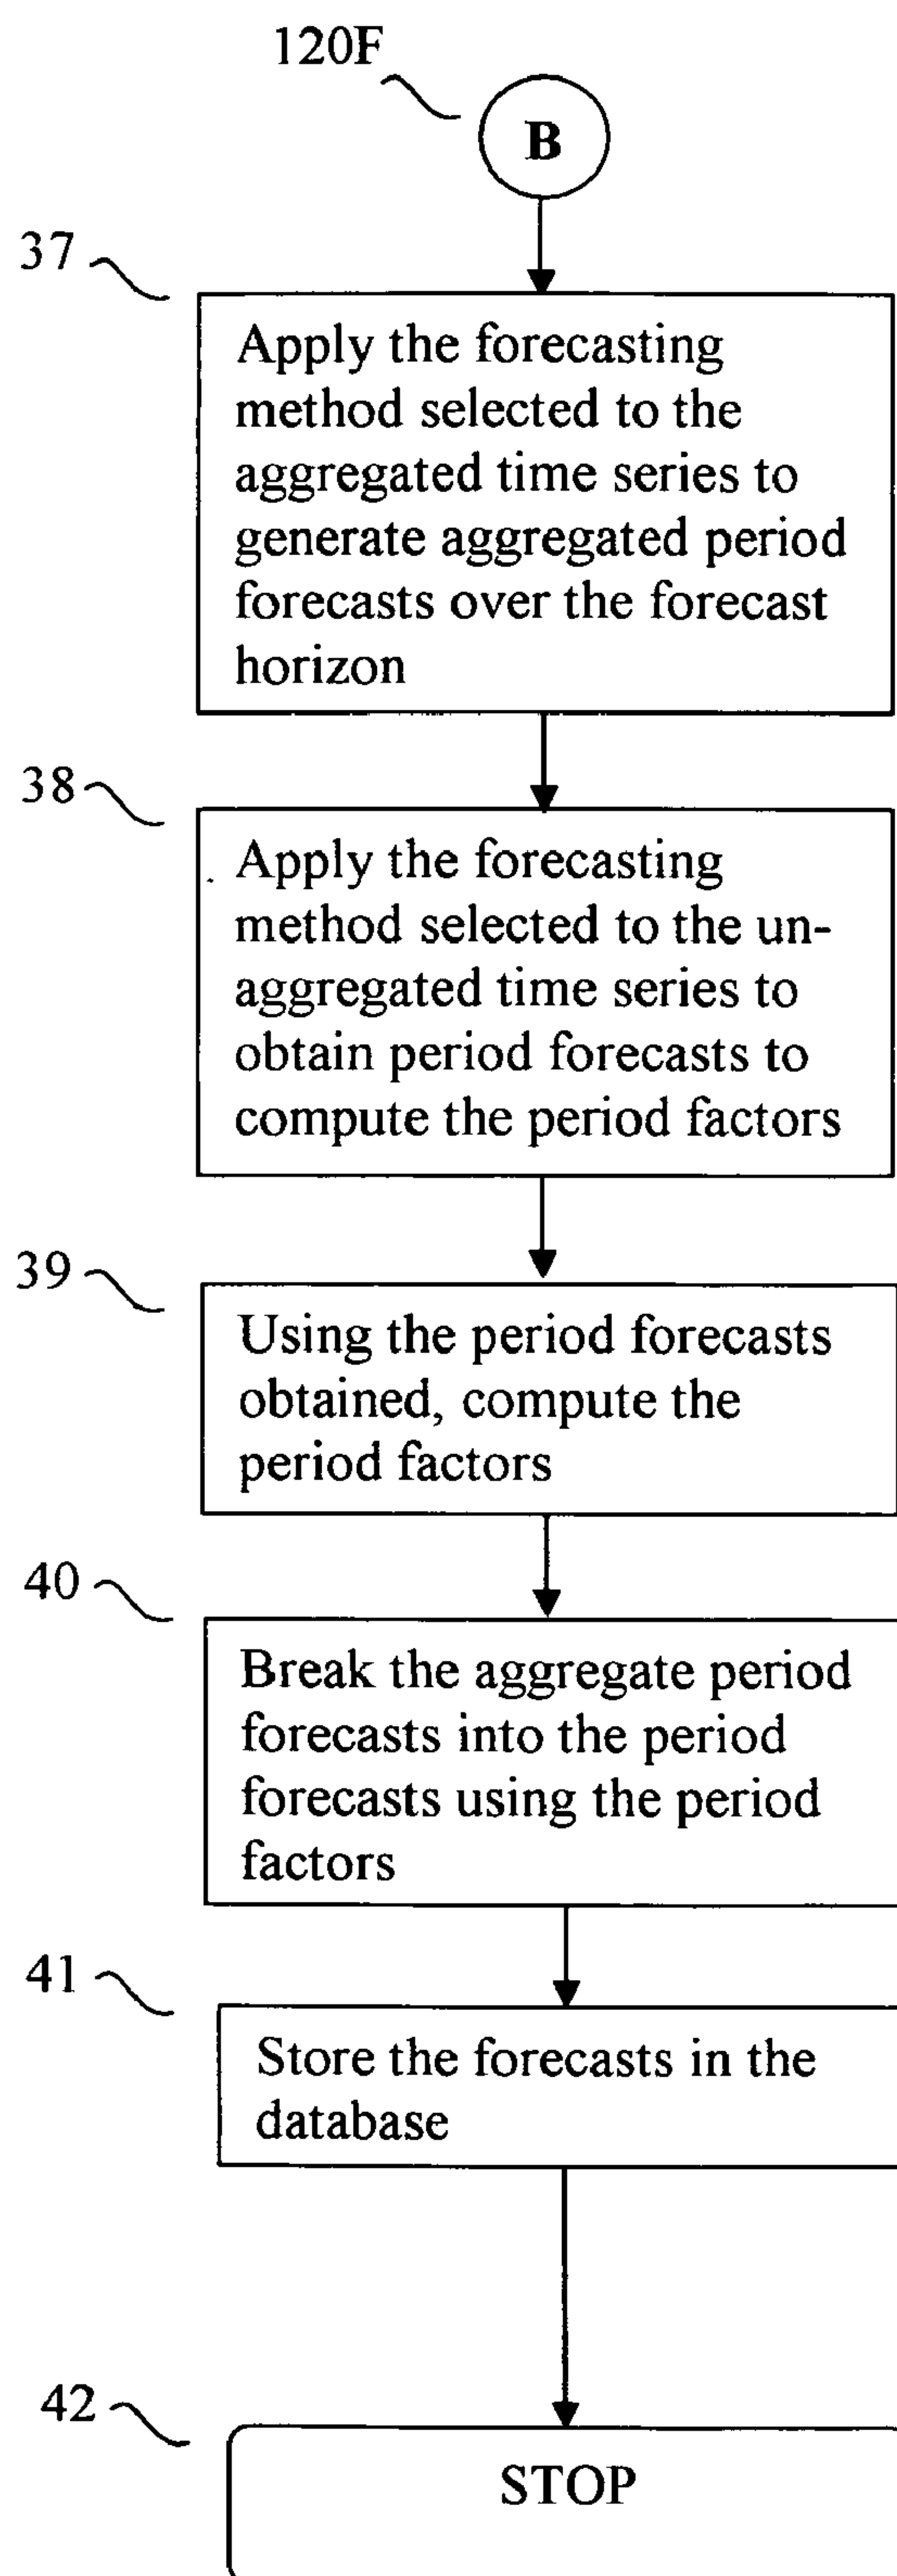 120F
B
37
Apply the forecasting
method selected to the
aggregated time series to
generate aggregated period
forecasts over the forecast
horizon
38
Apply the forecasting
method selected to the un-
aggregated time series to
obtain period forecasts to
compute the period factors
39
Using the period forecasts
obtained, compute the
period factors
40
Break the aggregate period
forecasts into the period
forecasts using the period
factors
41
Store the forecasts in the
database
42
STOP